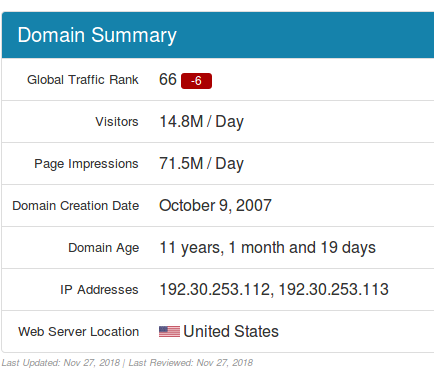 Domain Summary
Global Traffic Rank 66 -6
Visitors 14.8M / Day
Page Impressions 71.5M / Day
Domain Creation Date October 9, 2007
Domain Age 11 years, 1 month and 19 days
IP Addresses 192.30.253.112, 192.30.253.113
Web Server Location United States
Last Updated: Nov 27, 2018 | Last Reviewed: Nov 27, 2018